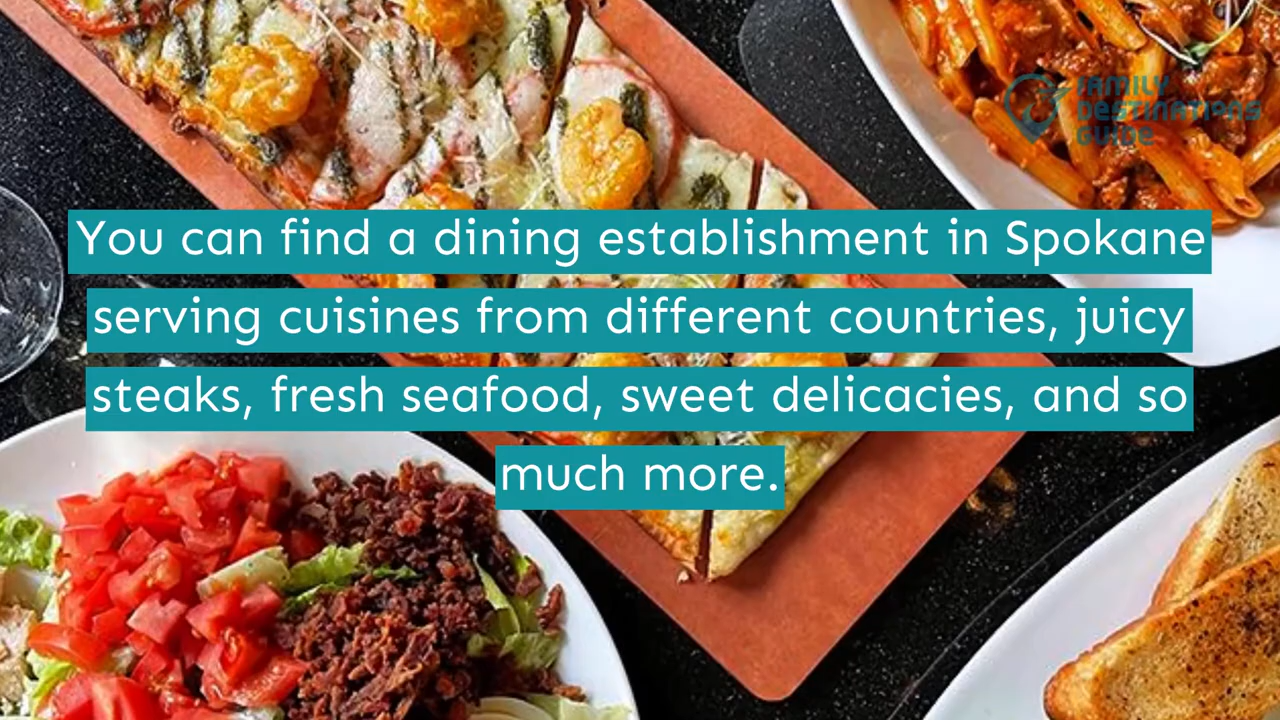 FAMILY
DESTINATIONS
GUIDE
You can find a dining establishment in Spokane
serving cuisines from different countries, juicy
steaks, fresh seafood, sweet delicacies, and so
much more.